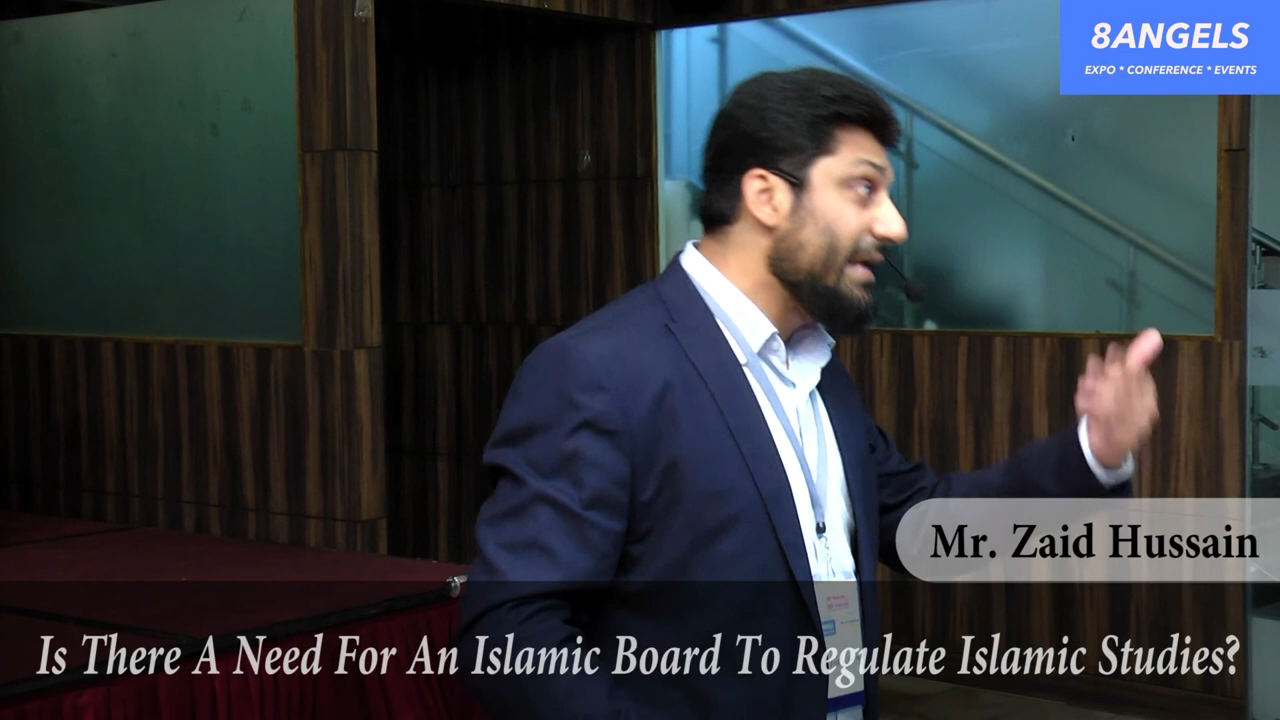 8ANGELS
EXPO * CONFERENCE * EVENTS
Mr. Zaid Hussain
Is There A Need For An Islamic Board To Regulate Islamic Studies?